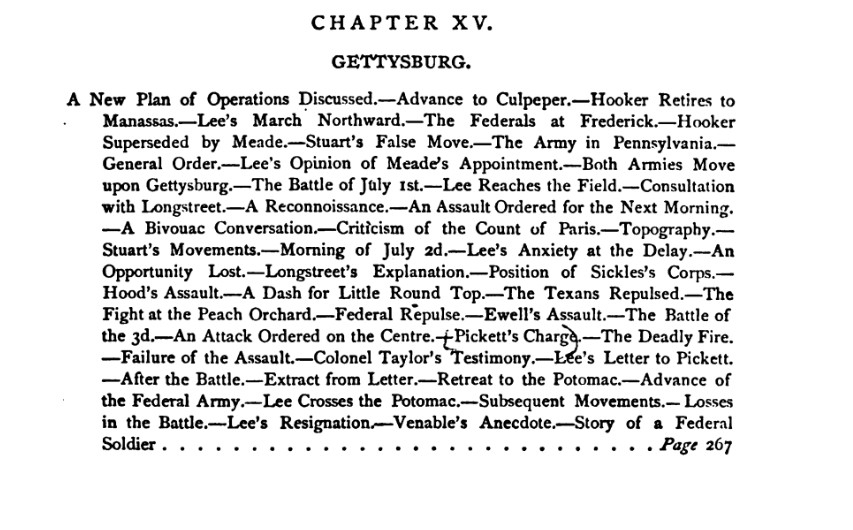 CHAPTER XV.
GETTYSBURG.
A New Plan of Operations Discussed.—Advance to Culpeper.—Hooker Retires to
Manassas.—Lee's March Northward.—The Federals at Frederick.—Hooker
Superseded by Meade.—Stuart's False Move.—The Army in Pennsylvania.—
General Order.—Lee's Opinion of Meade's Appointment.—Both Armies Move
upon Gettysburg.—The Battle of July 1st.—Lee Reaches the Field.—Consultation
with Longstreet.—A Reconnoissance.—An Assault Ordered for the Next Morning.
—A Bivouac Conversation.—Criticism of the Count of Paris.—Topography.—
Stuart's Movements.—Morning of July 2d.—Lee's Anxiety at the Delay.—An
Opportunity Lost.—Longstreet's Explanation.—Position of Sickles's Corps.—
Hood's Assault.—A Dash for Little Round Top.—The Texans Repulsed.—The
Fight at the Peach Orchard.—Federal Repulse.—Ewell's Assault.—The Battle of
the 3d.—An Attack Ordered on the Centre.—Pickett's Charge.—The Deadly Fire.
—Failure of the Assault.—Colonel Taylor's Testimony.—Lee's Letter to Pickett.
—After the Battle.—Extract from Letter.—Retreat to the Potomac.—Advance of
the Federal Army.—Lee Crosses the Potomac.—Subsequent Movements.—Losses
in the Battle.—Lee's Resignation.—Venable's Anecdote.—Story of a Federal
Soldier . . . . . . . . . . . . . . . . . . . . . . . . . . . Page 267